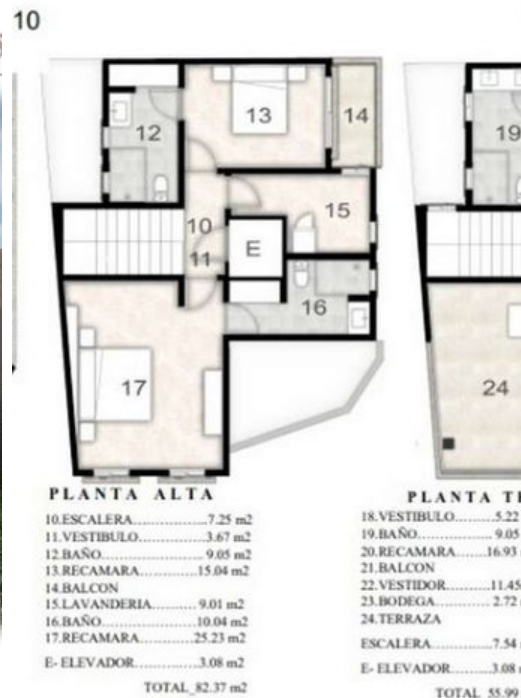 10
12
13
14
10
15
11
E
16
17
PLANTA ALTA
10.ESCALERA..............7.25 m2
11.VESTIBULO..............3.67 m2
12.BAÑO..............9.05 m2
13.RECAMARA..............15.04 m2
14.BALCON
15.LAVANDERIA..............9.01 m2
16.BAÑO..............10.04 m2
17.RECAMARA..............25.23 m2
E- ELEVADOR..............3.08 m2
TOTAL_82.37 m2
19
24
PLANTA TE
18.VESTIBULO..............5.22
19.BAÑO..............9.05
20.RECAMARA..............16.93
21.BALCON
22.VESTIDOR..............11.45
23.BODEGA..............2.72
24.TERRAZA
ESCALERA..............7.54
E- ELEVADOR..............3.08
TOTAL_55.99